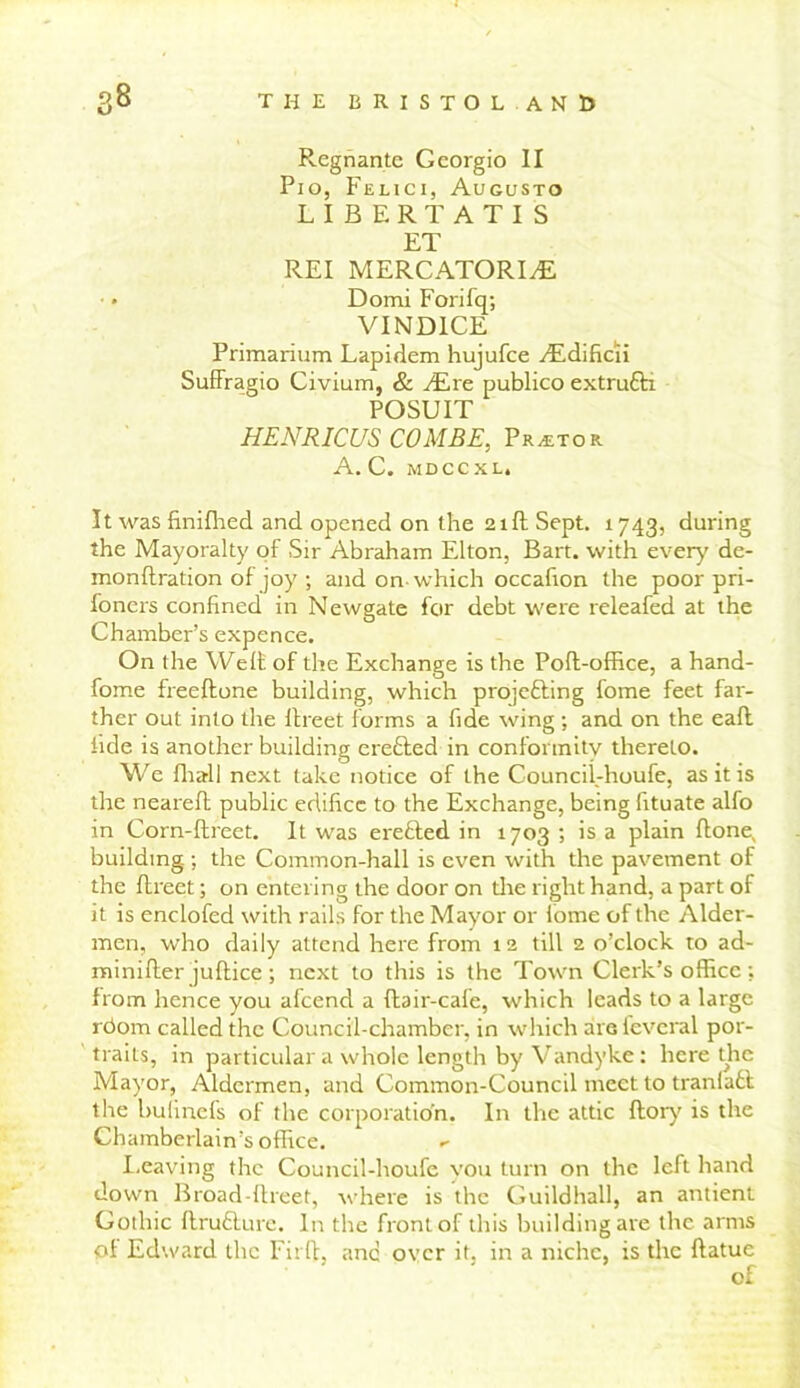 38 THE BRISTOL AND
Regnante Georgio II
Pio, Felici, Augusto
LIBERTATIS
ET
REI MERCATORIÆ
Domi Foriſq;
VINDICE
Primarium Lapidem hujuſce Ædificii
Suffragio Civium, & Ære publico extructi
POSUIT
HENRICUS COMBE, Prætor
A. C. MDCCXL.
It was finiſhed and opened on the 21ſt Sept. 1743, during
the Mayoralty of Sir Abraham Elton, Bart. with every de-
monſtration of joy ; and on which occaſion the poor pri-
ſoners confined in Newgate for debt were releaſed at the
Chamber's expence.
On the Weſt of the Exchange is the Poſt-office, a hand-
ſome freeſtone building, which projecting ſome feet far-
ther out into the ſtreet forms a ſide wing ; and on the eaſt
ſide is another building erected in conformity thereto.
We ſhall next take notice of the Council-houſe, as it is
the neareſt public edifice to the Exchange, being ſituate alſo
in Corn-ſtreet. It was erected in 1703 ; is a plain ſtone
building ; the Common-hall is even with the pavement of
the ſtreet ; on entering the door on the right hand, a part of
it is encloſed with rails for the Mayor or ſome of the Alder-
men, who daily attend here from 12 till 2 o'clock to ad-
miniſter juſtice ; next to this is the Town Clerk's office ;
from hence you aſcend a ſtair-caſe, which leads to a large
room called the Council-chamber, in which are ſeveral por-
traits, in particular a whole length by Vandyke : here the
Mayor, Aldermen, and Common-Council meet to tranſact
the buſineſs of the corporation. In the attic ſtory is the
Chamberlain's office.
Leaving the Council-houſe you turn on the left hand
down Broad-ſtreet, where is the Guildhall, an antient
Gothic ſtructure. In the front of this building are the arms
of Edward the Firſt, and over it, in a niche, is the ſtatue
of